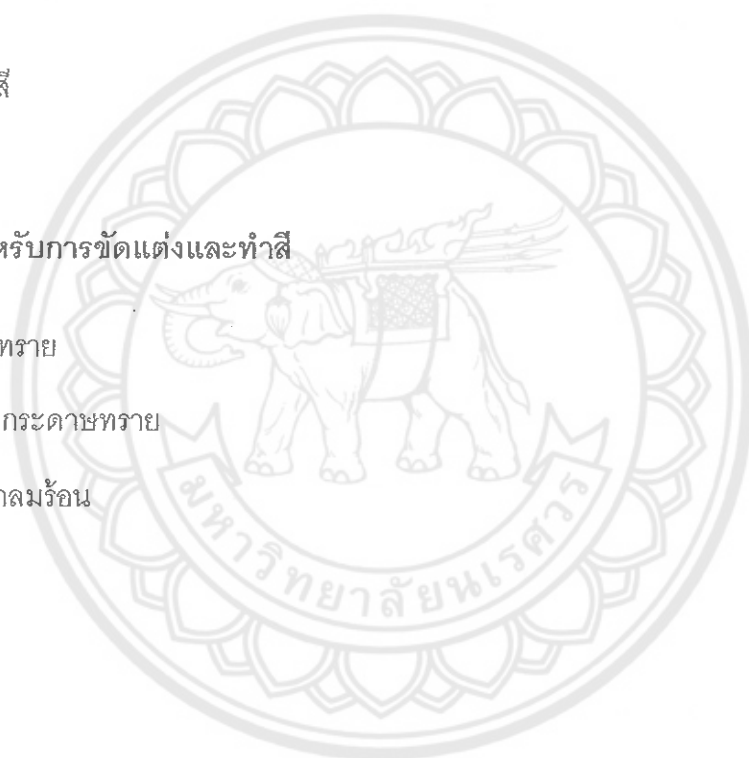 สี
หรับการขัดแต่งและทำสี
ทราย
กระดาษทราย
ลมร้อน
มหาวิทยาลัยนเรศวร